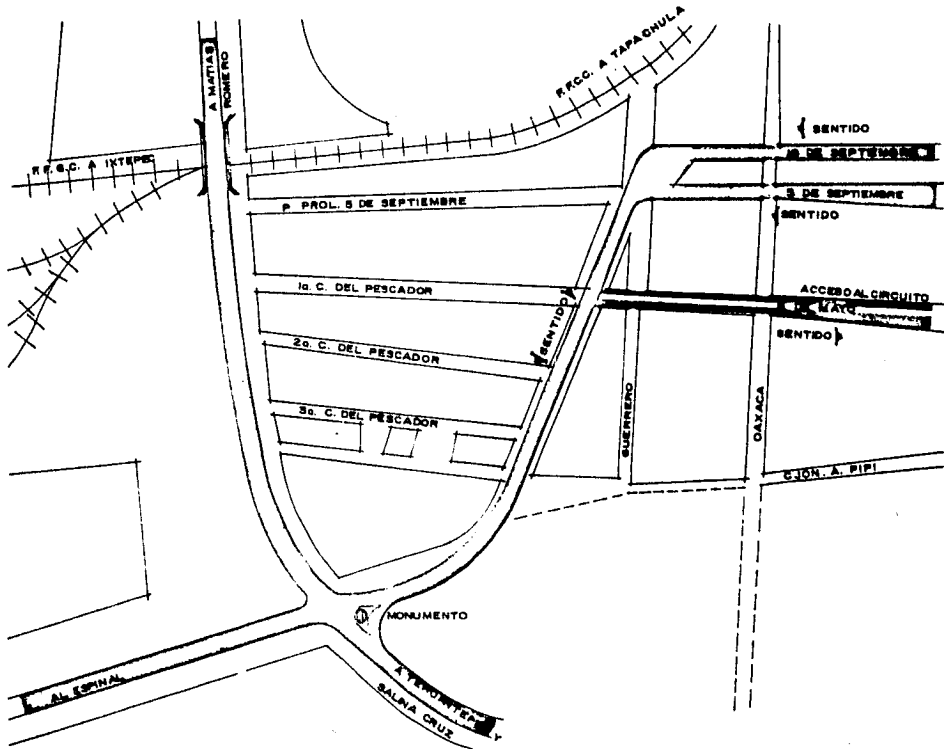 A MATIAS
ROMERO
F.F.C.C. A TAPACHULA
SENTIDO
16 DE SEPTIEMBRE
F.F.C.C. A IXTEPEC
P. PROL. 5 DE SEPTIEMBRE
5 DE SEPTIEMBRE
SENTIDO
1a. C. DEL PESCADOR
ACCESO AL CIRCUITO
DE MAYO
SENTIDO
SENTIDO
2a. C. DEL PESCADOR
3a. C. DEL PESCADOR
GUERRERO
OAXACA
CJON. A. PIPI
MONUMENTO
AL ESPINAL
A TEHUANTEPEC Y
SALINA CRUZ